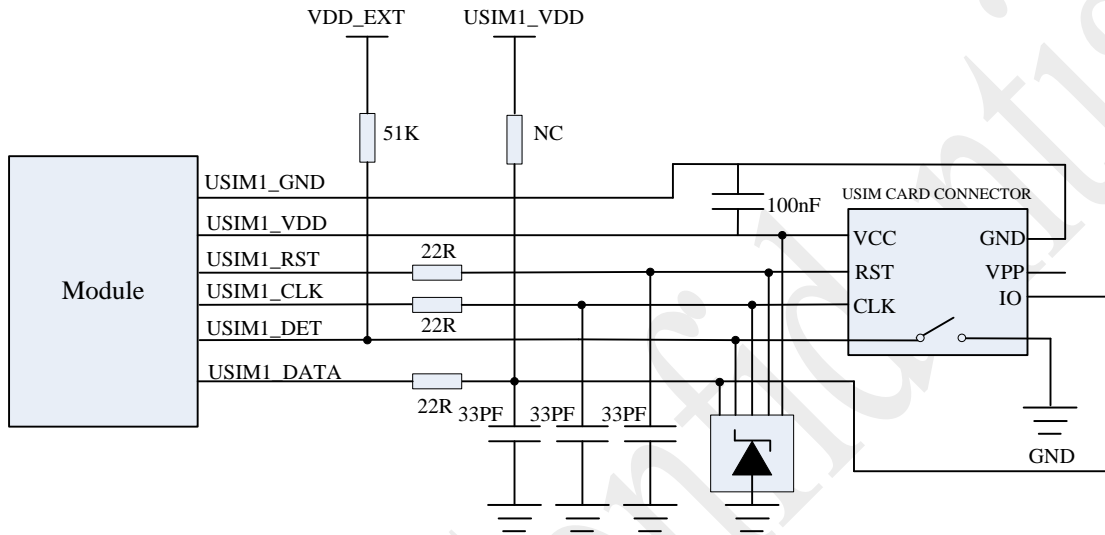 VDD_EXT USIM1_VDD
51K NC
USIM1_GND
USIM1_VDD
USIM1_RST
USIM1_CLK
USIM1_DET
USIM1_DATA
Module
22R
22R
22R
100nF
USIM CARD CONNECTOR
VCC GND
RST VPP
CLK IO
33PF 33PF 33PF
GND